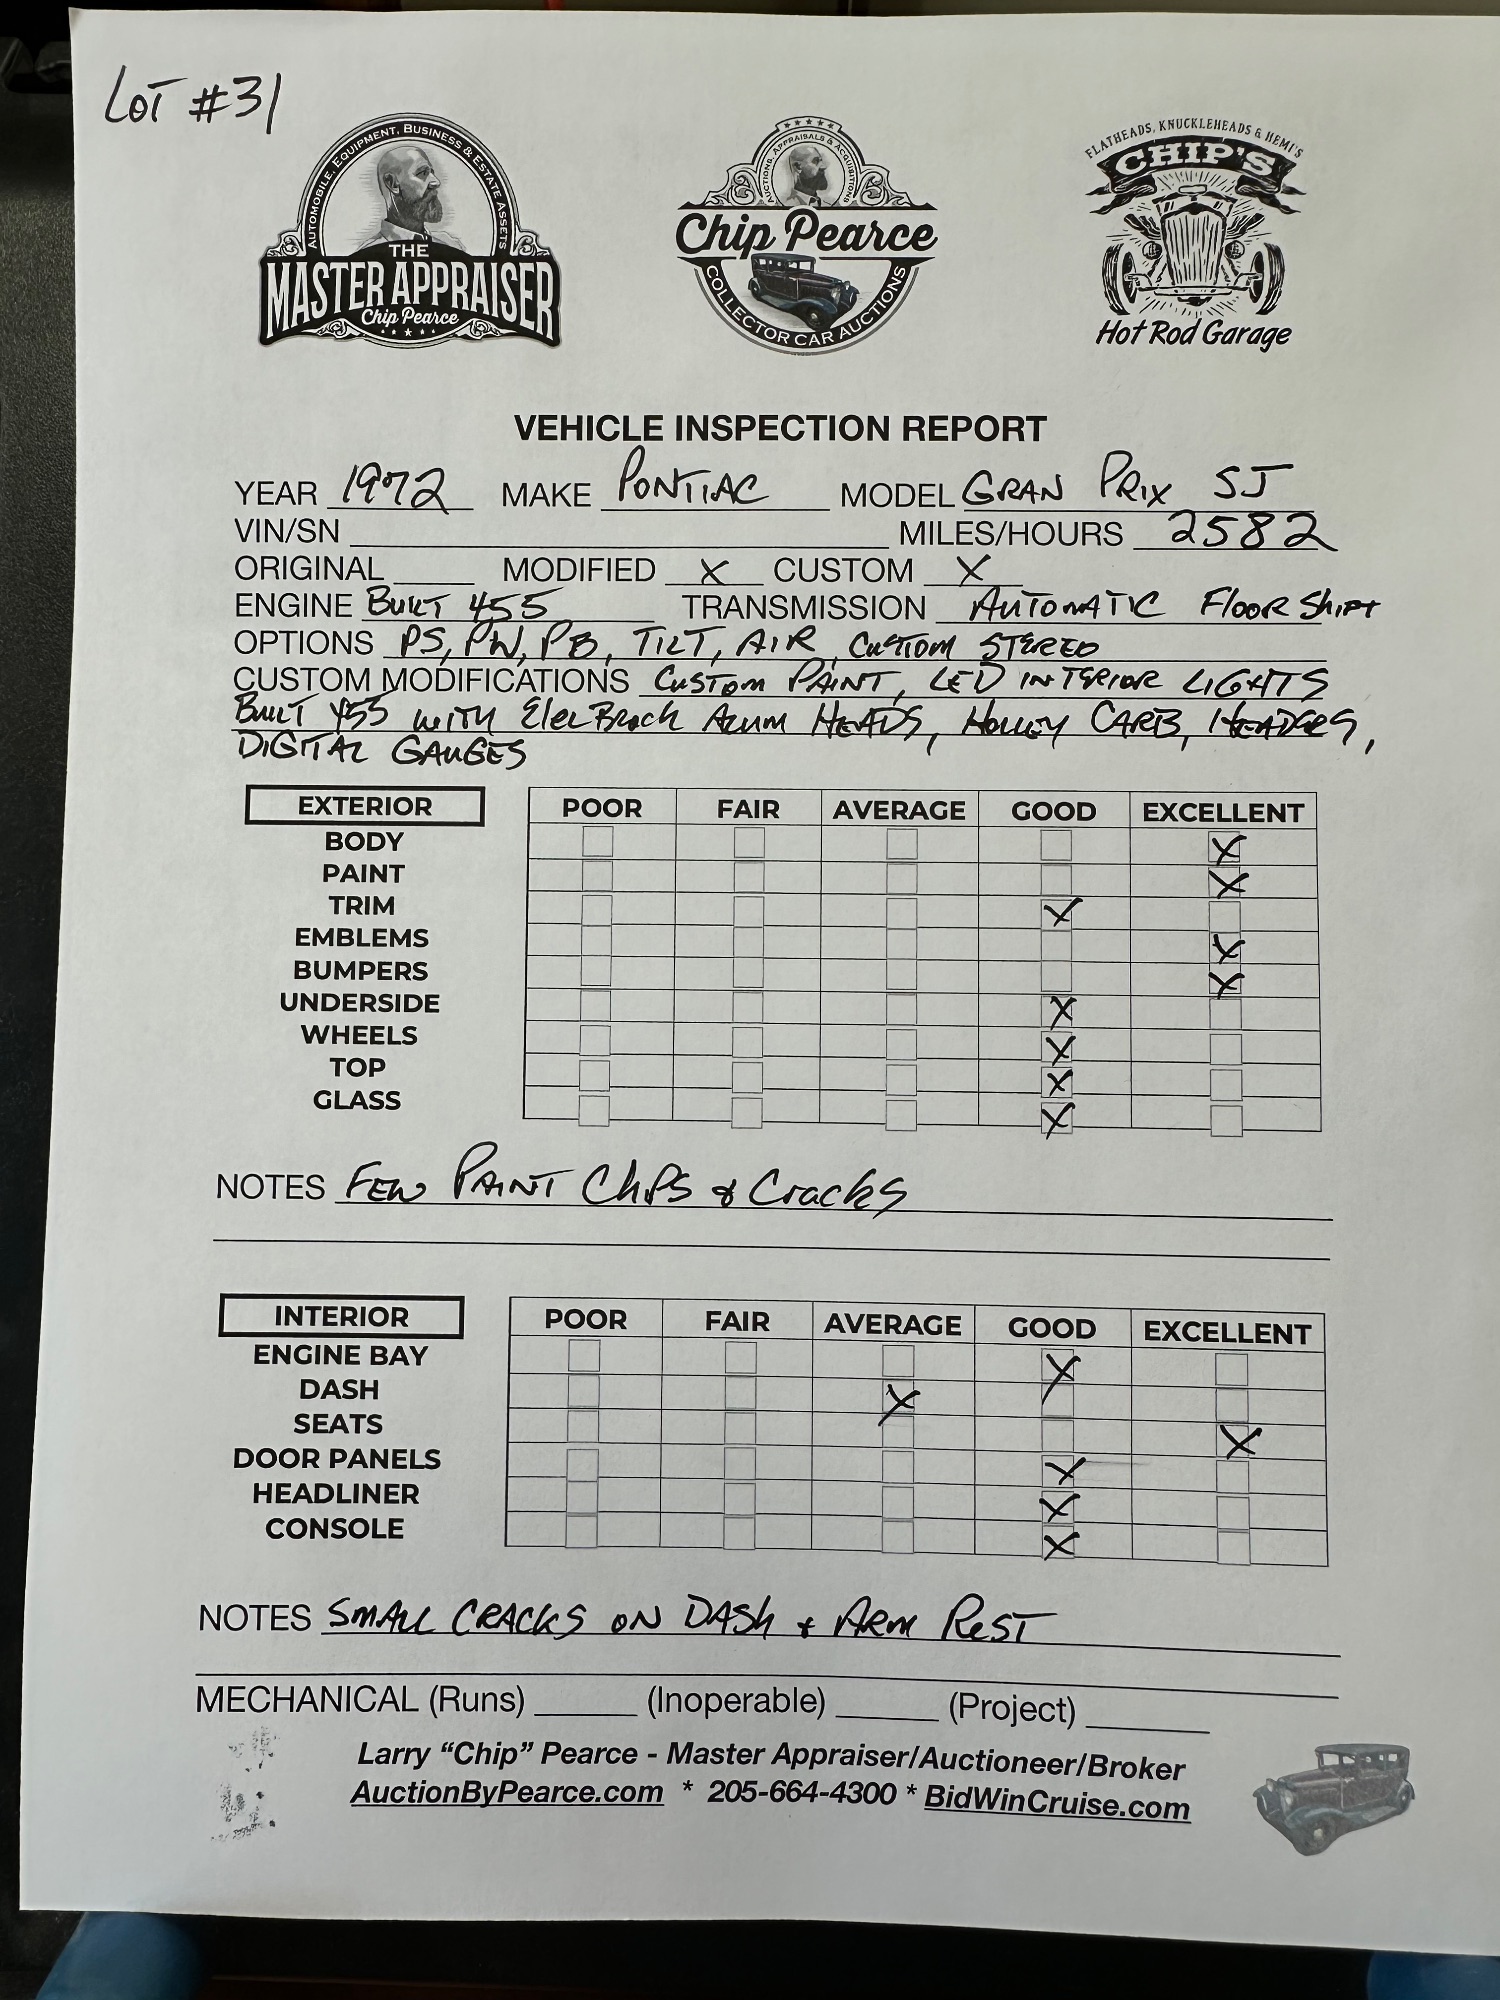 LOT #31
AUTOMOBILE, EQUIPMENT, BUSINESS & ESTATE ASSETS
THE
MASTER APPRAISER
Chip Pearce
AUCTIONS, APPRAISALS & ACQUISITIONS
Chip Pearce
COLLECTOR CAR AUCTIONS
FLATHEADS, KNUCKLEHEADS & HEMI'S
CHIP'S
Hot Rod Garage
VEHICLE INSPECTION REPORT
YEAR 1972 MAKE PONTIAC MODEL GRAN PRIX SJ
VIN/SN MILES/HOURS 2582
ORIGINAL MODIFIED X CUSTOM X
ENGINE BUILT 455 TRANSMISSION AUTOMATIC FLOOR SHIFT
OPTIONS PS, PW, PB, TILT, AIR, CUSTOM STEREO
CUSTOM MODIFICATIONS CUSTOM PAINT, LED INTERIOR LIGHTS
BUILT 455 WITH ElelBrock Alum HEADS, HOLLEY CARB, HEADERS,
DIGITAL GAUGES
EXTERIOR POOR FAIR AVERAGE GOOD EXCELLENT
BODY X
PAINT X
TRIM X
EMBLEMS X
BUMPERS X
UNDERSIDE X
WHEELS X
TOP X
GLASS X
NOTES FEW PAINT CHIPS & Cracks
INTERIOR POOR FAIR AVERAGE GOOD EXCELLENT
ENGINE BAY X
DASH X
SEATS X
DOOR PANELS X
HEADLINER X
CONSOLE X
NOTES SMALL CRACKS ON DASH + ARM REST
MECHANICAL (Runs) (Inoperable) (Project)
Larry “Chip” Pearce - Master Appraiser/Auctioneer/Broker
AuctionByPearce.com * 205-664-4300 * BidWinCruise.com